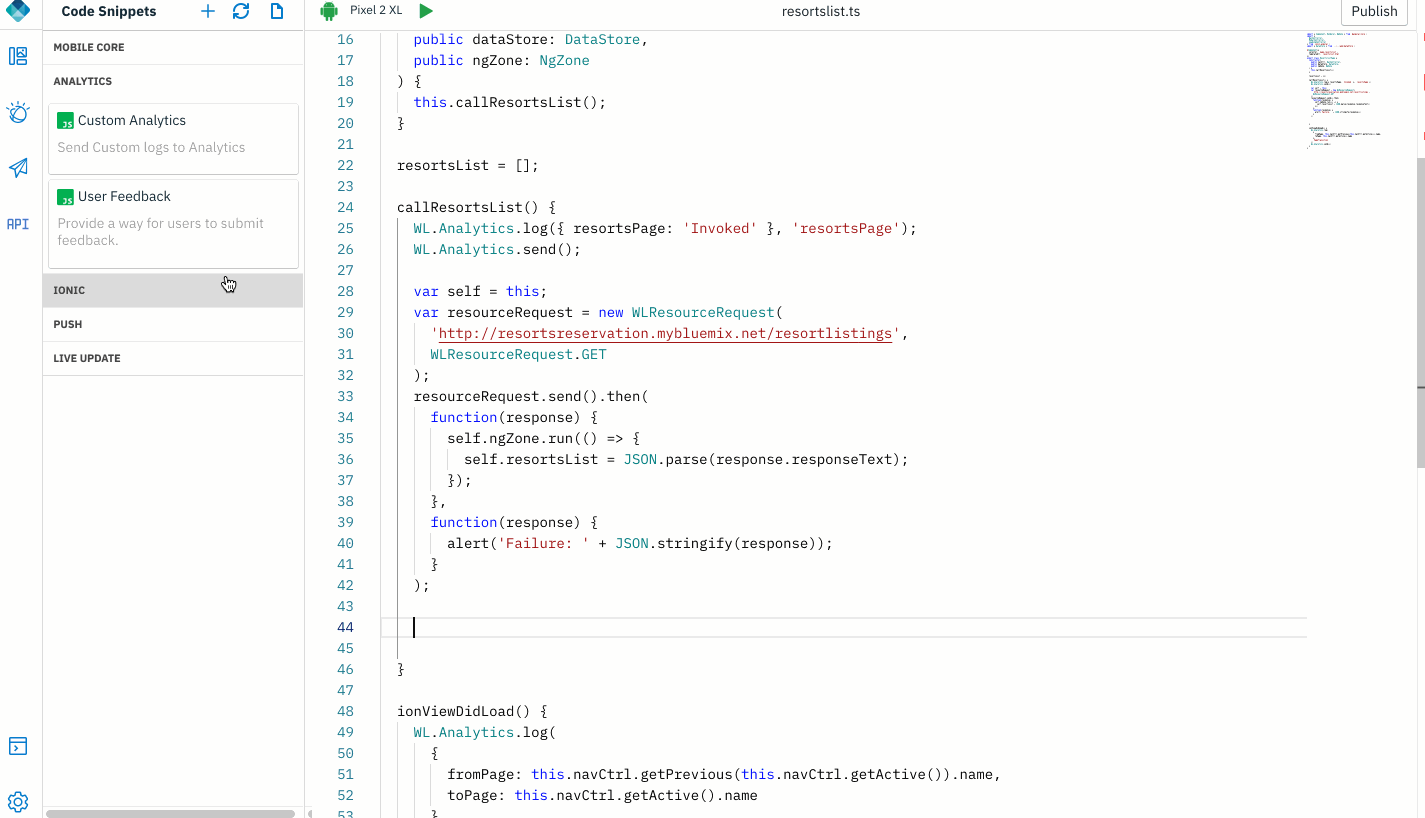 Code Snippets
Pixel 2 XL
resortslist.ts
Publish
MOBILE CORE
ANALYTICS
JS Custom Analytics
Send Custom logs to Analytics
JS User Feedback
Provide a way for users to submit
feedback.
IONIC
PUSH
LIVE UPDATE
API
16 public dataStore: DataStore,
17 public ngZone: NgZone
18 ) {
19 this.callResortsList();
20 }
21
22 resortsList = [];
23
24 callResortsList() {
25 WL.Analytics.log({ resortsPage: 'Invoked' }, 'resortsPage');
26 WL.Analytics.send();
27
28 var self = this;
29 var resourceRequest = new WLResourceRequest(
30 'http://resortsreservation.mybluemix.net/resortlistings',
31 WLResourceRequest.GET
32 );
33 resourceRequest.send().then(
34 function(response) {
35 self.ngZone.run(() => {
36 self.resortsList = JSON.parse(response.responseText);
37 });
38 },
39 function(response) {
40 alert('Failure: ' + JSON.stringify(response));
41 }
42 );
43
44
45
46 }
47
48 ionViewDidLoad() {
49 WL.Analytics.log(
50 {
51 fromPage: this.navCtrl.getPrevious(this.navCtrl.getActive()).name,
52 toPage: this.navCtrl.getActive().name
53 }